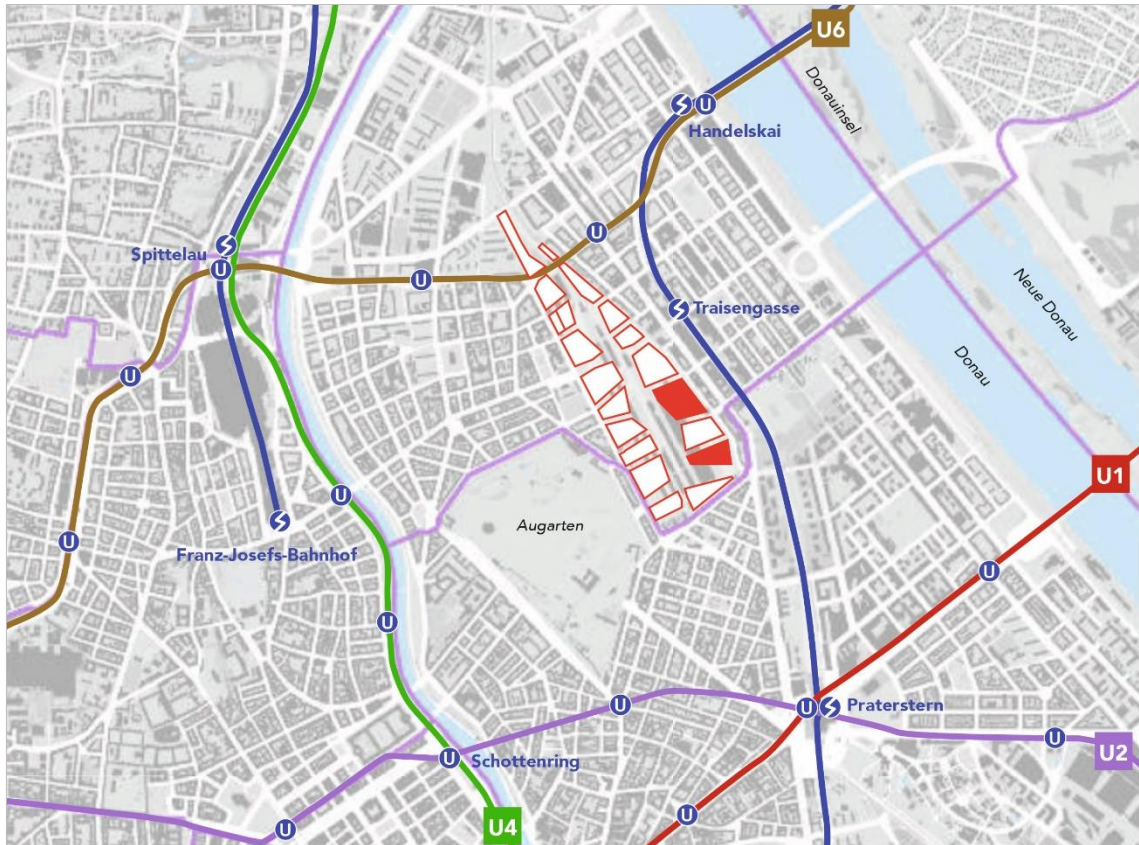 U6
Donauinsel
Handelskai
U
U
Spittelau
U
U
Neue Donau
Traisengasse
Donau
U
U1
U
Augarten
U
Franz-Josefs-Bahnhof
U
U
U
Praterstern
U
U
U2
U
Schottenring
U
U
U4